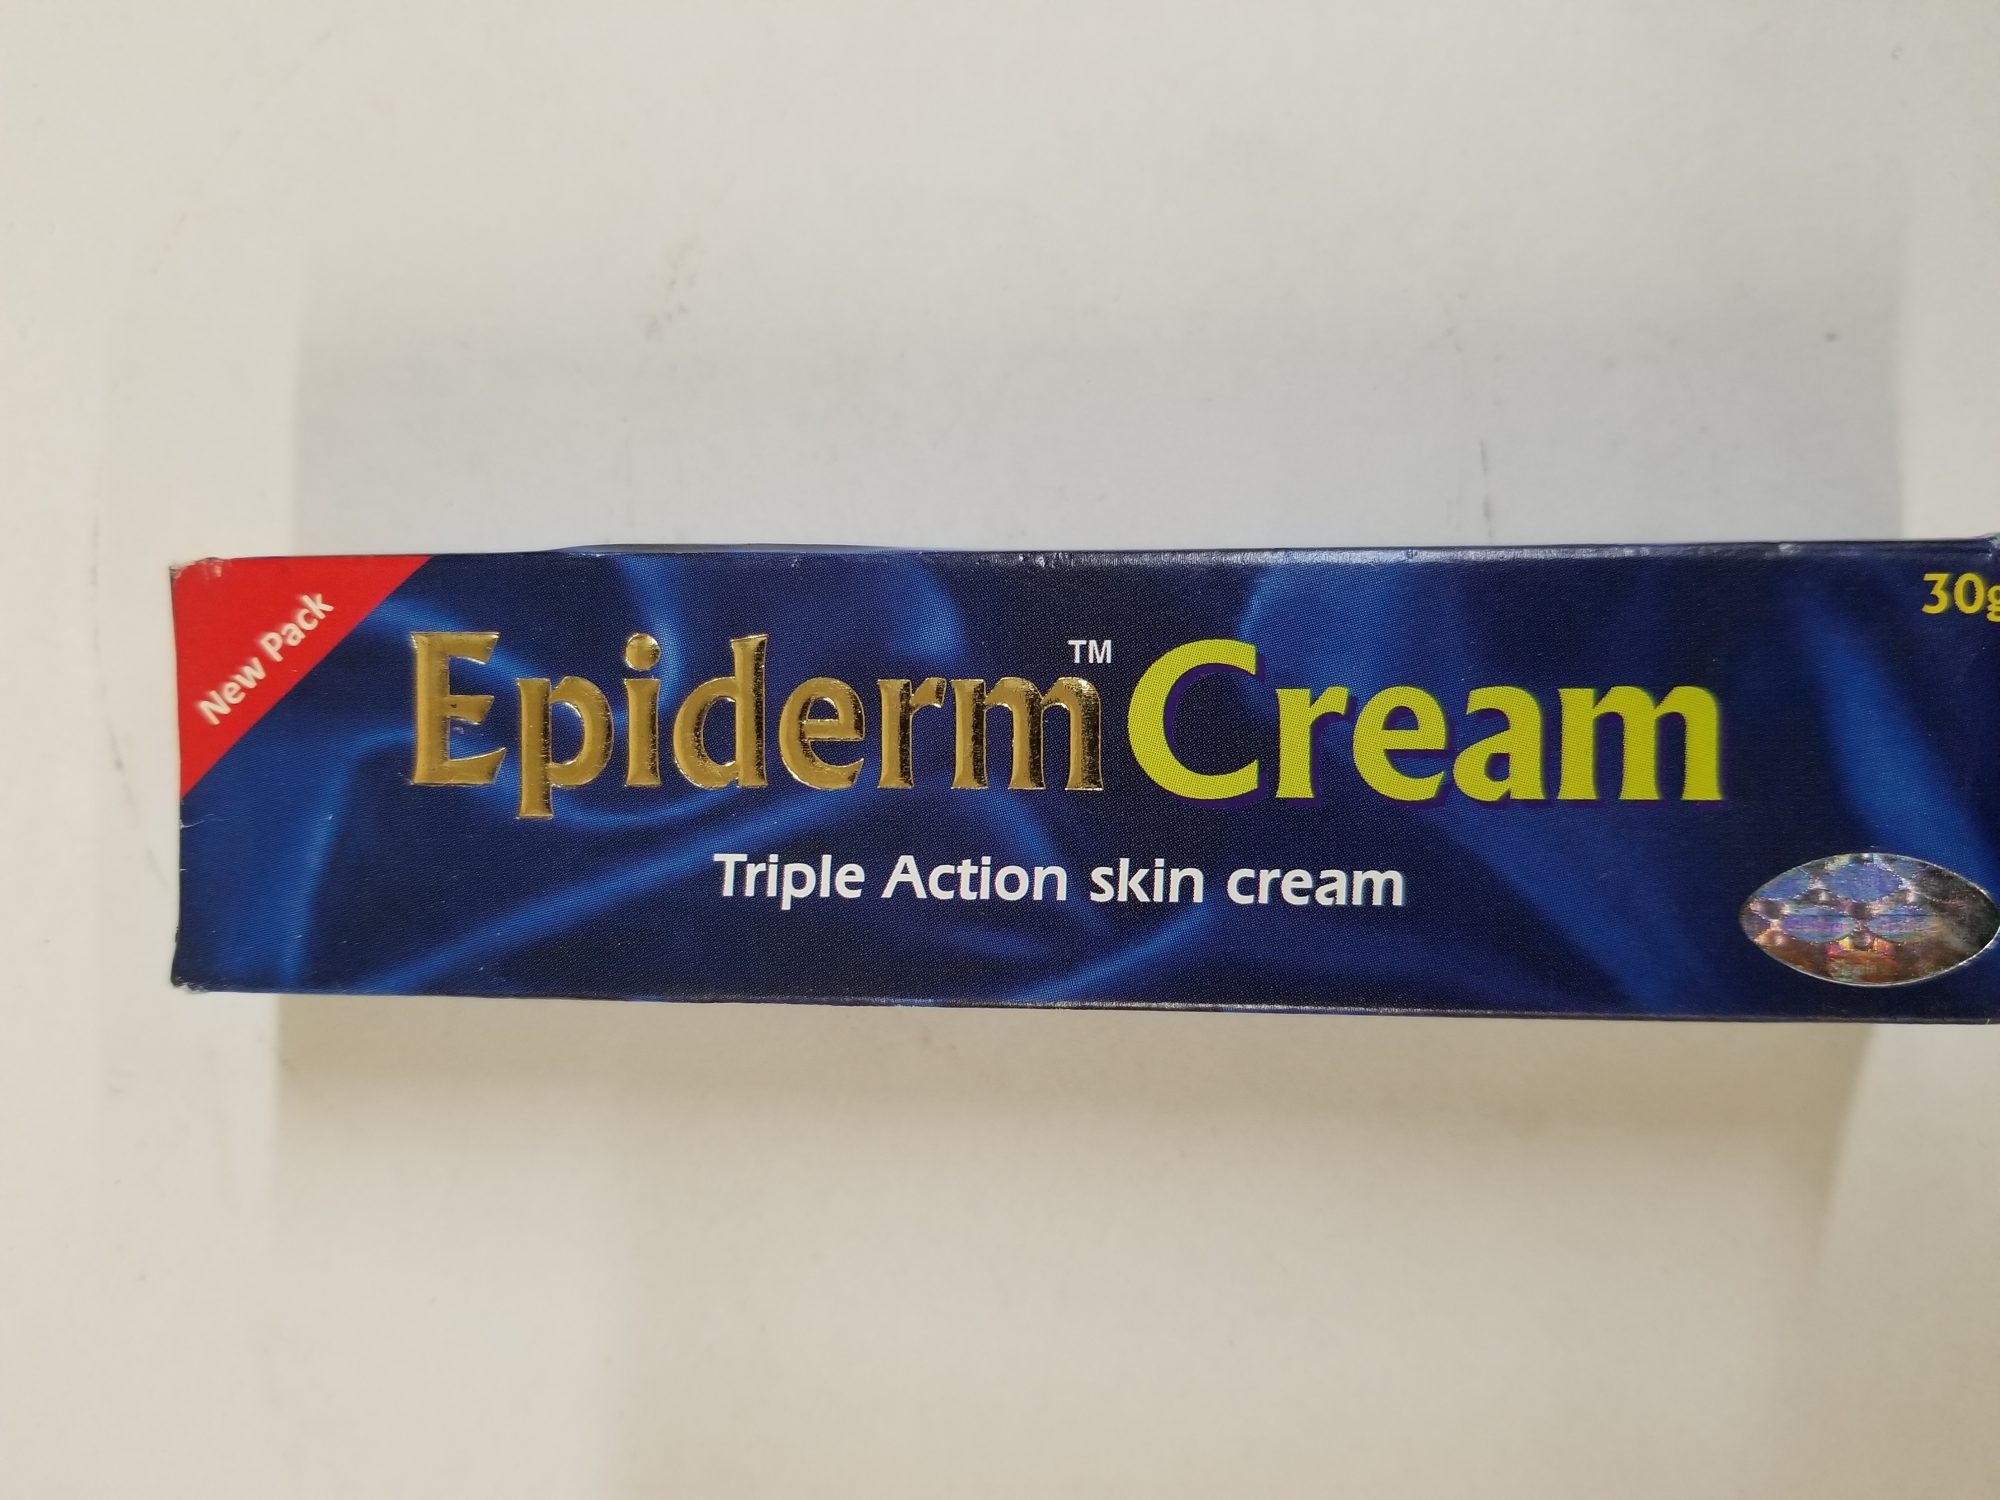 New Pack
Epiderm™ Cream
30g
Triple Action skin cream